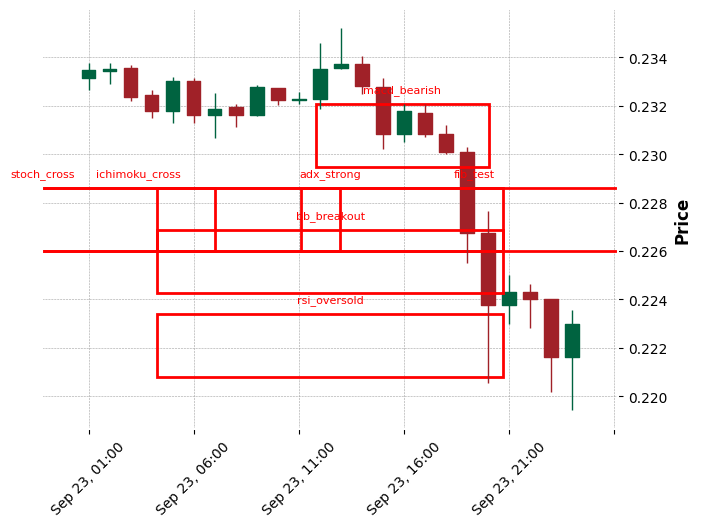 0.234
macd_bearish
0.232
0.230
stoch_cross ichimoku_cross adx_strong
0.228
bb_breakout
0.226
0.224
rsi_oversold
0.222
0.220
Price
Sep 23, 01:00
Sep 23, 06:00
Sep 23, 11:00
Sep 23, 16:00
Sep 23, 21:00